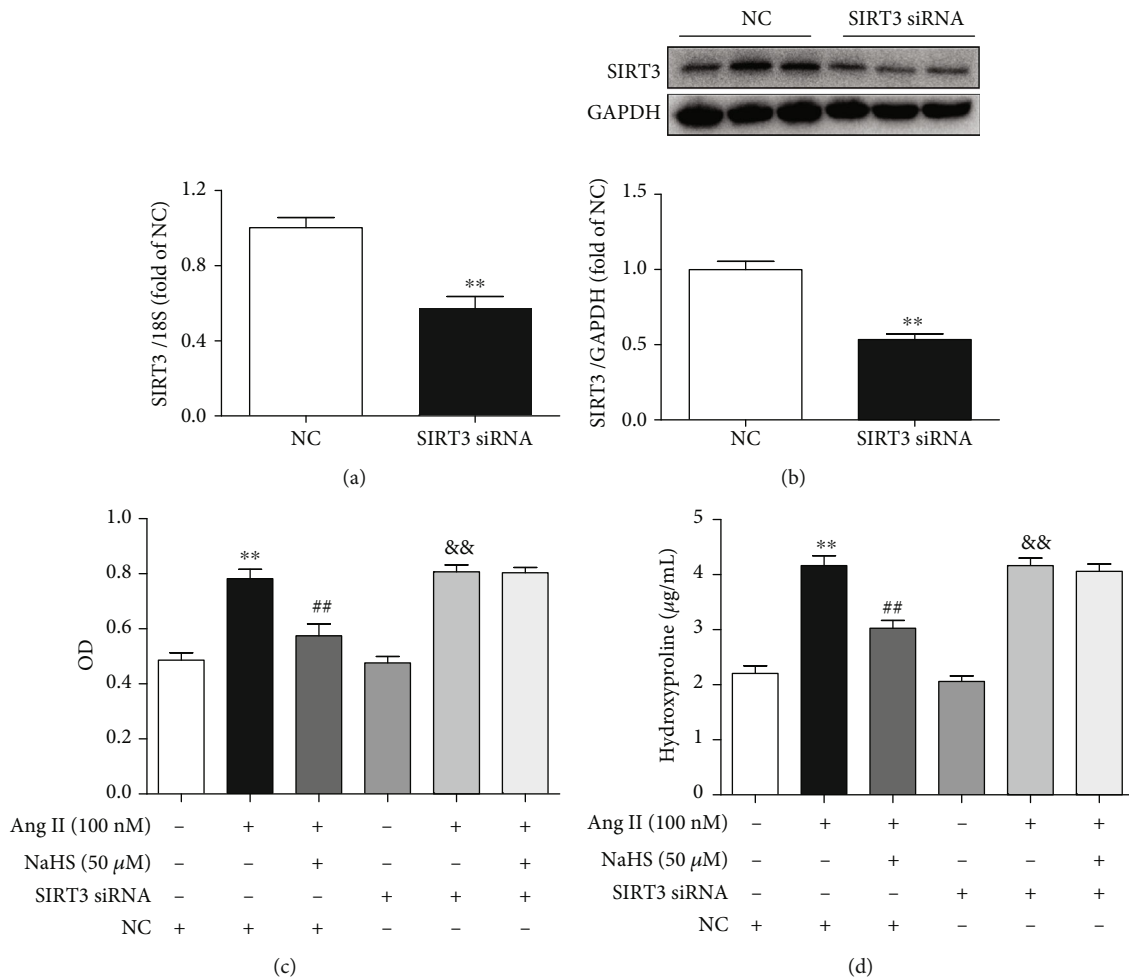 NC SIRT3 siRNA
SIRT3
GAPDH
SIRT3 /18S (fold of NC)
1.2
0.8
0.4
0.0
**
NC SIRT3 siRNA
(a)
SIRT3 /GAPDH (fold of NC)
1.5
1.0
0.5
0.0
**
NC SIRT3 siRNA
(b)
OD
1.0
0.8
0.6
0.4
0.2
0.0
**
##
&&
Ang II (100 nM) – + + – + +
NaHS (50 μM) – – + – – +
SIRT3 siRNA – – – + + +
NC + + + – – –
(c)
Hydroxyproline (μg/mL)
5
4
3
2
1
0
**
##
&&
Ang II (100 nM) – + + – + +
NaHS (50 μM) – – + – – +
SIRT3 siRNA – – – + + +
NC + + + – – –
(d)